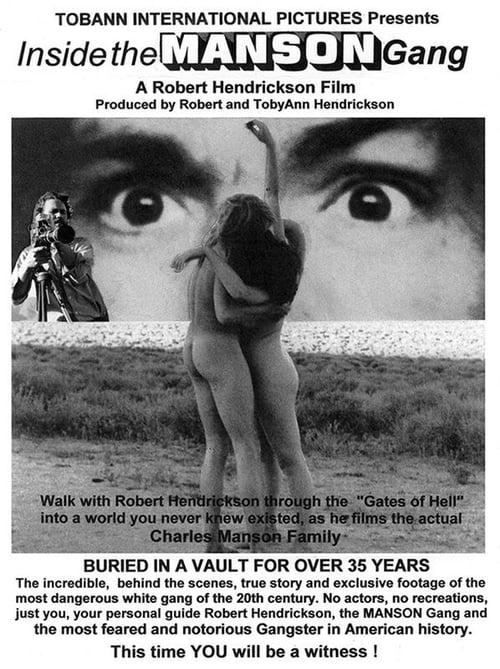 TOBANN INTERNATIONAL PICTURES Presents
Inside the MANSON Gang
A Robert Hendrickson Film
Produced by Robert and TobyAnn Hendrickson
Walk with Robert Hendrickson through the "Gates of Hell"
into a world you never knew existed, as he films the actual
Charles Manson Family
BURIED IN A VAULT FOR OVER 35 YEARS
The incredible, behind the scenes, true story and exclusive footage of the
most dangerous white gang of the 20th century. No actors, no recreations,
just you, your personal guide Robert Hendrickson, the MANSON Gang and
the most feared and notorious Gangster in American history.
This time YOU will be a witness !